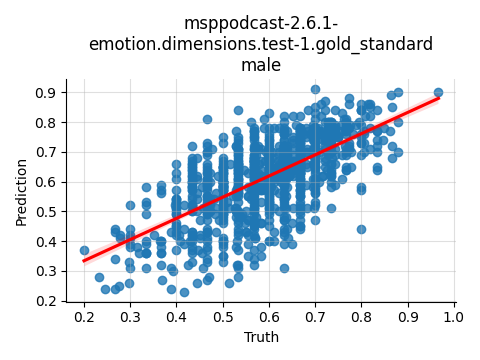 msppodcast-2.6.1-
emotion.dimensions.test-1.gold_standard
male
0.9
0.8
0.7
0.6
0.5
0.4
0.3
0.2
Prediction
0.2 0.3 0.4 0.5 0.6 0.7 0.8 0.9 1.0
Truth